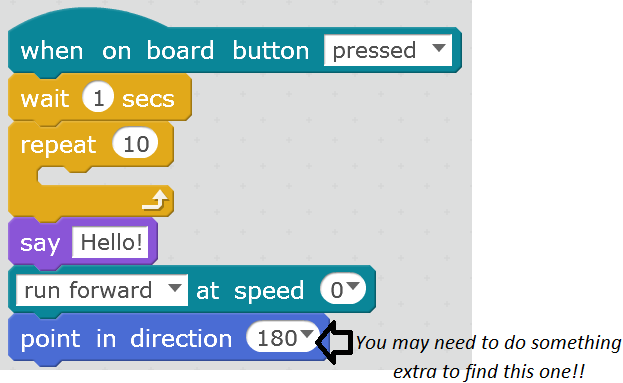 when on board button pressed
wait 1 secs
repeat 10
say Hello!
run forward at speed 0
point in direction 180
You may need to do something
extra to find this one!!